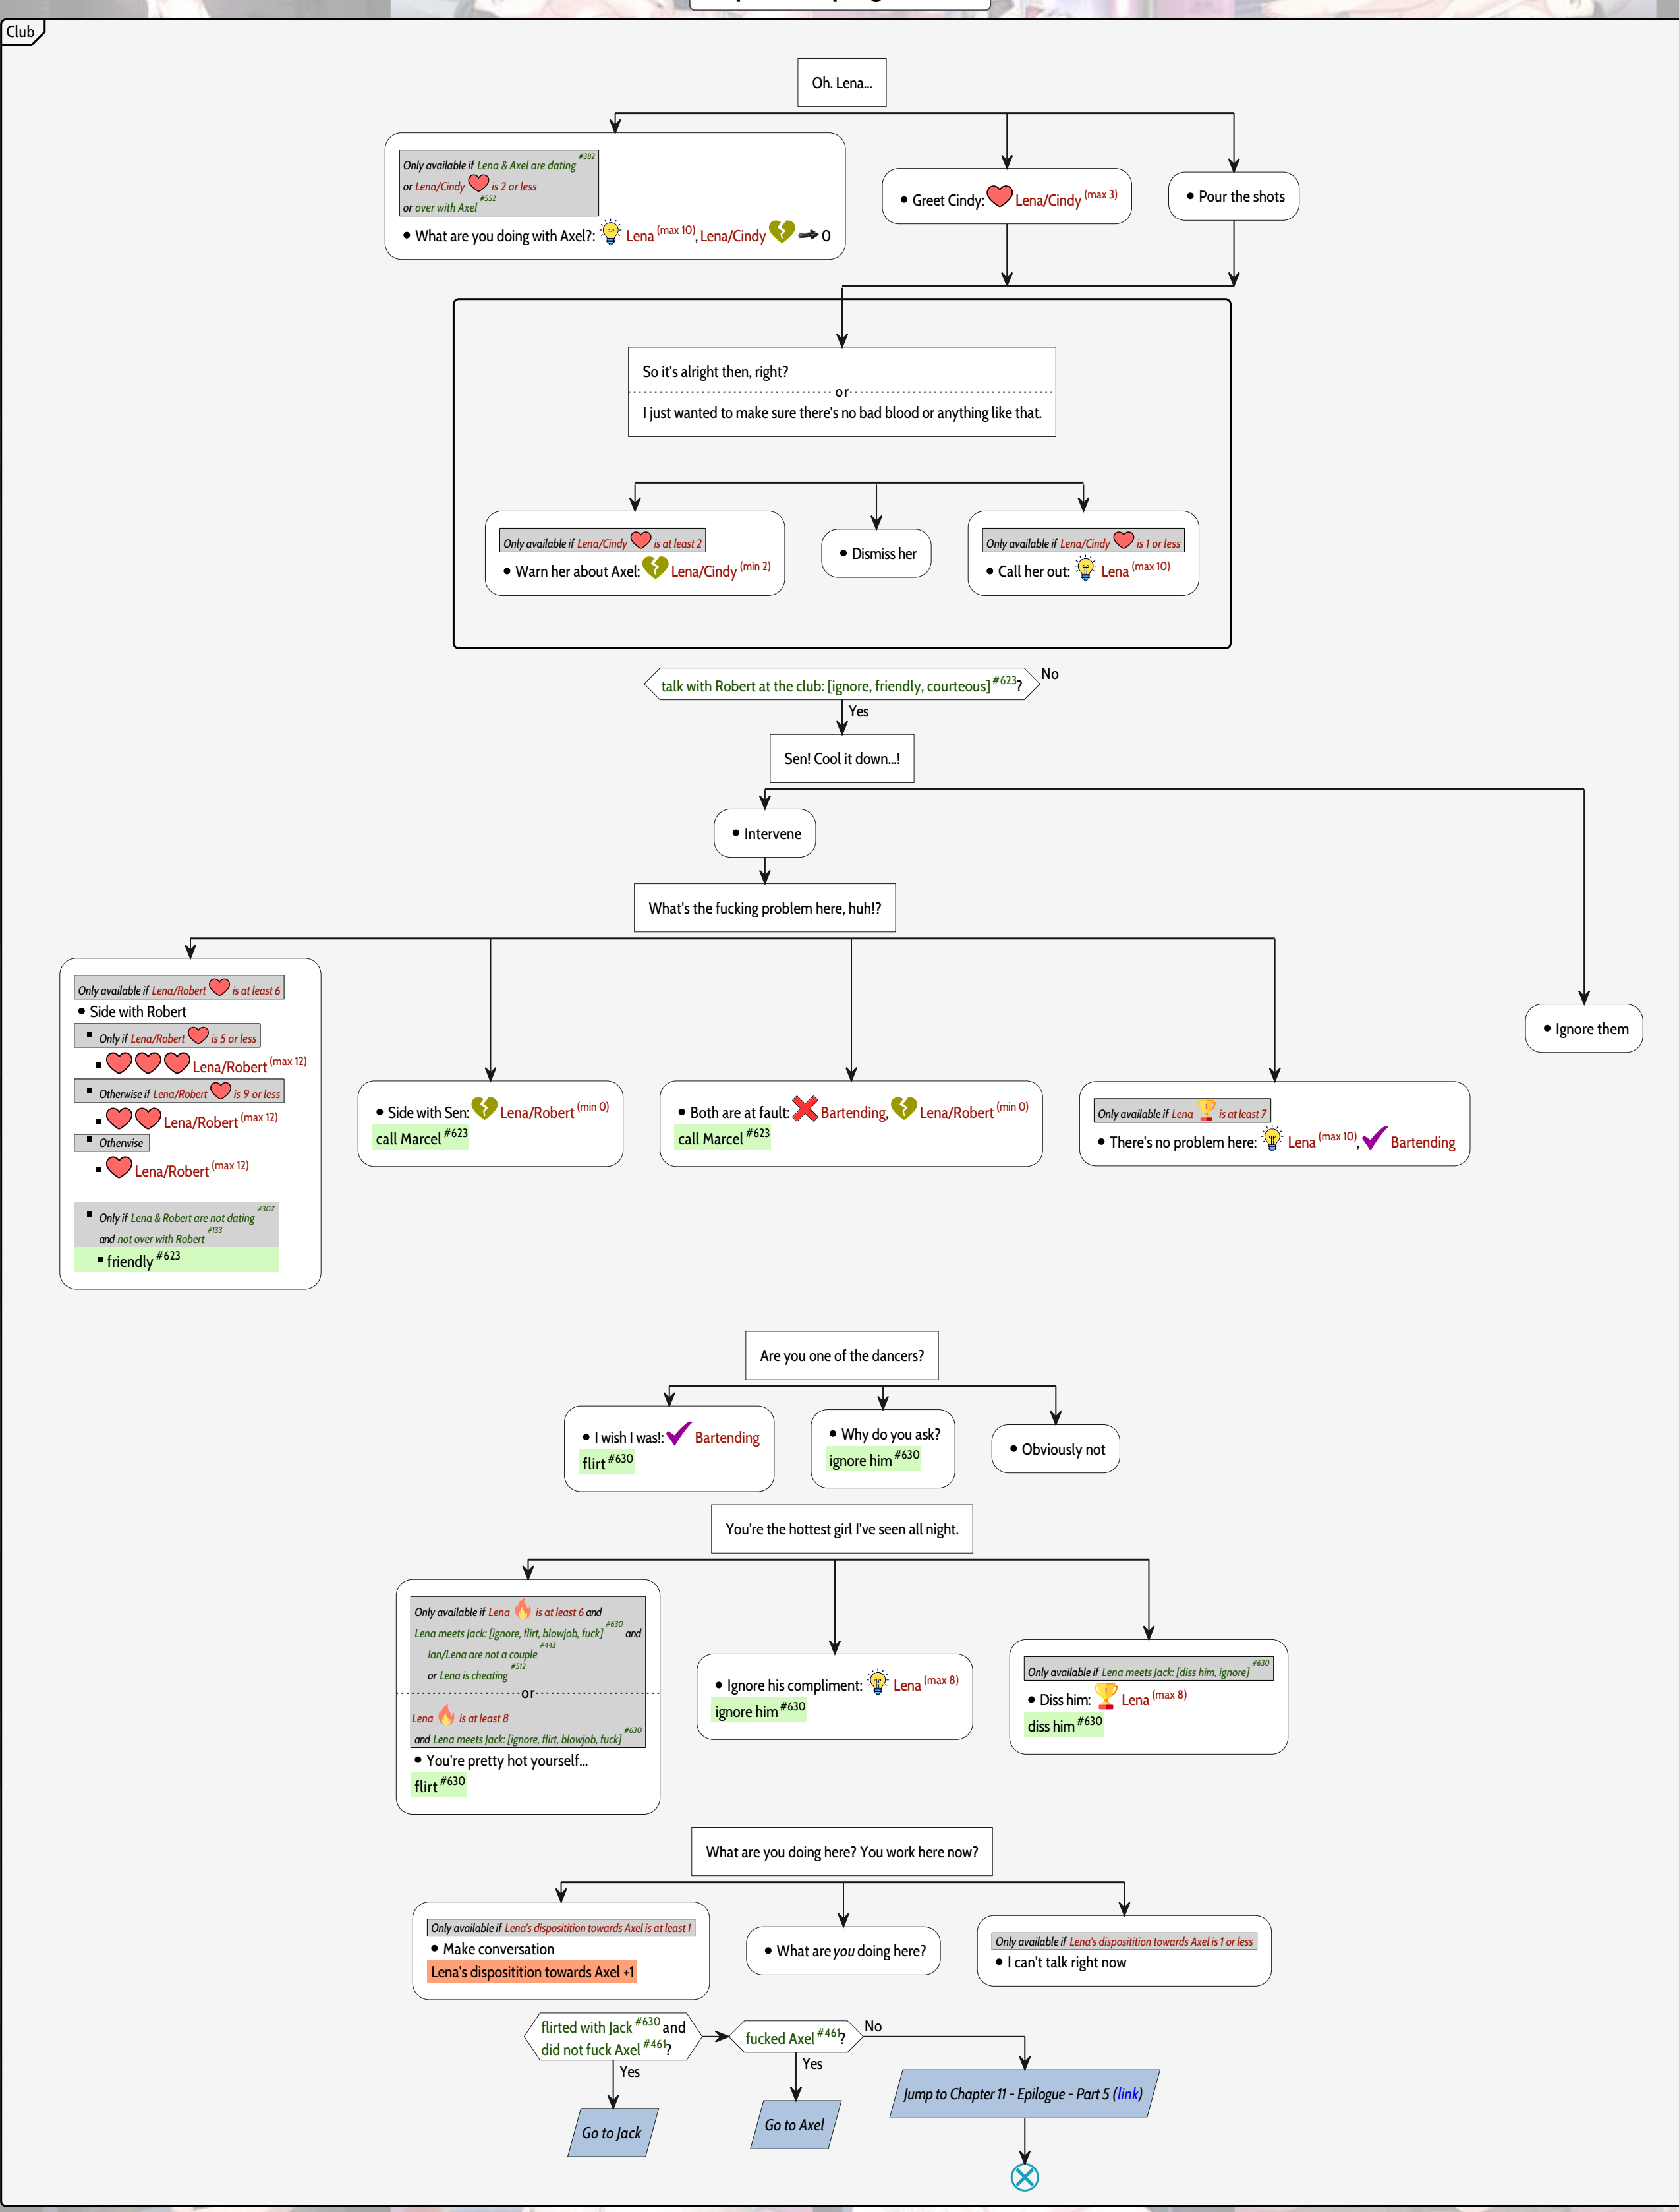 Club
Oh. Lena...
Only available if Lena & Axel are dating #382
or Lena/Cindy is 2 or less
or over with Axel #552
• What are you doing with Axel?: Lena (max 10), Lena/Cindy 0
• Greet Cindy: Lena/Cindy (max 3)
• Pour the shots
So it's alright then, right?
or
I just wanted to make sure there's no bad blood or anything like that.
Only available if Lena/Cindy is at least 2
• Warn her about Axel: Lena/Cindy (min 2)
• Dismiss her
Only available if Lena/Cindy is 1 or less
• Call her out: Lena (max 10)
talk with Robert at the club: [ignore, friendly, courteous] #623?
No
Yes
Sen! Cool it down...!
• Intervene
What's the fucking problem here, huh!?
Only available if Lena/Robert is at least 6
• Side with Robert
▪ Only if Lena/Robert is 5 or less
▪ Lena/Robert (max 12)
▪ Otherwise if Lena/Robert is 9 or less
▪ Lena/Robert (max 12)
▪ Otherwise
▪ Lena/Robert (max 12)
▪ Only if Lena & Robert are not dating #307
and not over with Robert #133
▪ friendly #623
• Side with Sen: Lena/Robert (min 0)
call Marcel #623
• Both are at fault: Bartending, Lena/Robert (min 0)
call Marcel #623
Only available if Lena is at least 7
• There's no problem here: Lena (max 10), Bartending
• Ignore them
Are you one of the dancers?
• I wish I was!: Bartending
flirt #630
• Why do you ask?
ignore him #630
• Obviously not
You're the hottest girl I've seen all night.
Only available if Lena is at least 6 and
Lena meets Jack: [ignore, flirt, blowjob, fuck] #630 and
Ian/Lena are not a couple #443
or Lena is cheating #512
or
Lena is at least 8
and Lena meets Jack: [ignore, flirt, blowjob, fuck] #630
• You're pretty hot yourself...
flirt #630
• Ignore his compliment: Lena (max 8)
ignore him #630
Only available if Lena meets Jack: [diss him, ignore] #630
• Diss him: Lena (max 8)
diss him #630
What are you doing here? You work here now?
Only available if Lena's disposition towards Axel is at least 1
• Make conversation
Lena's disposition towards Axel +1
• What are you doing here?
Only available if Lena's disposition towards Axel is 1 or less
• I can't talk right now
flirted with Jack #630 and
did not fuck Axel #461?
Yes
fucked Axel #461?
No
Yes
Go to Jack
Go to Axel
Jump to Chapter 11 - Epilogue - Part 5 (link)